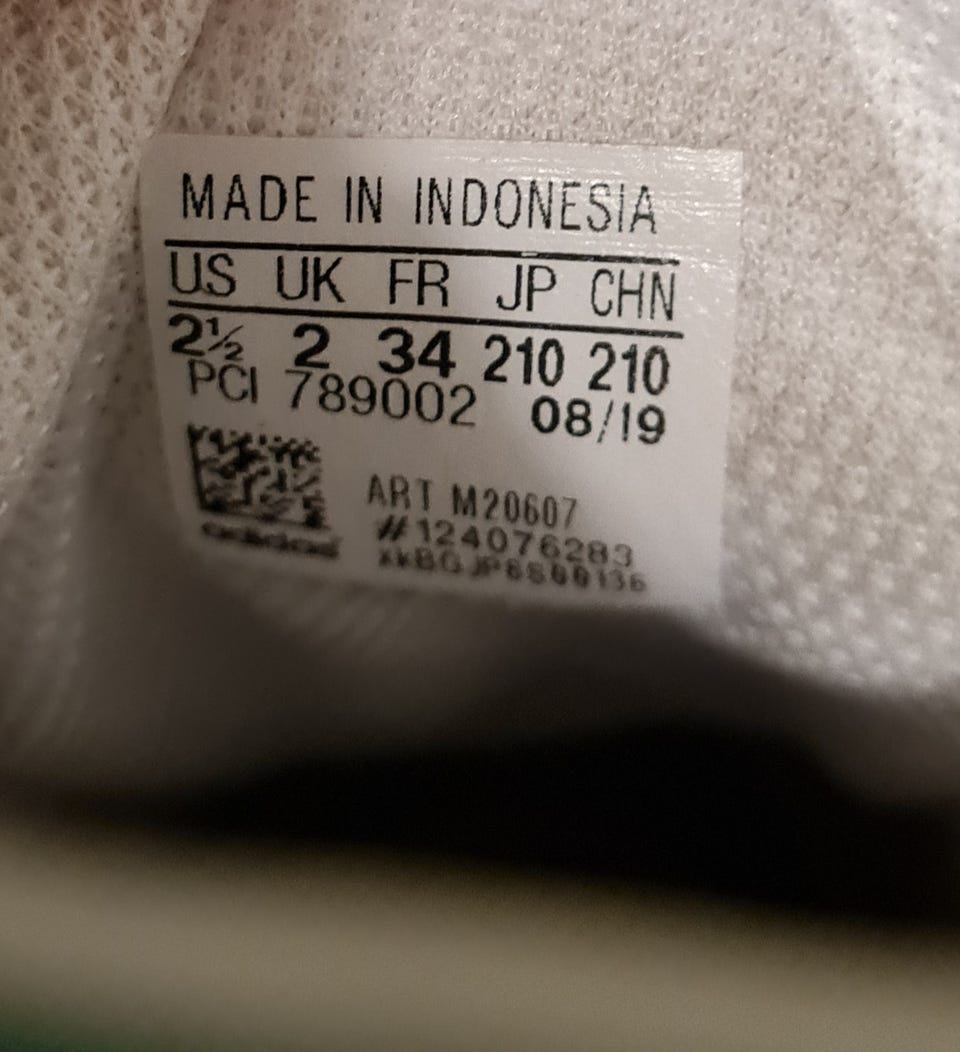 MADE IN INDONESIA
US UK FR JP CHN
2½ 2 34 210 210
PCI 789002 08/19
ART M20607
#124076283
adidas